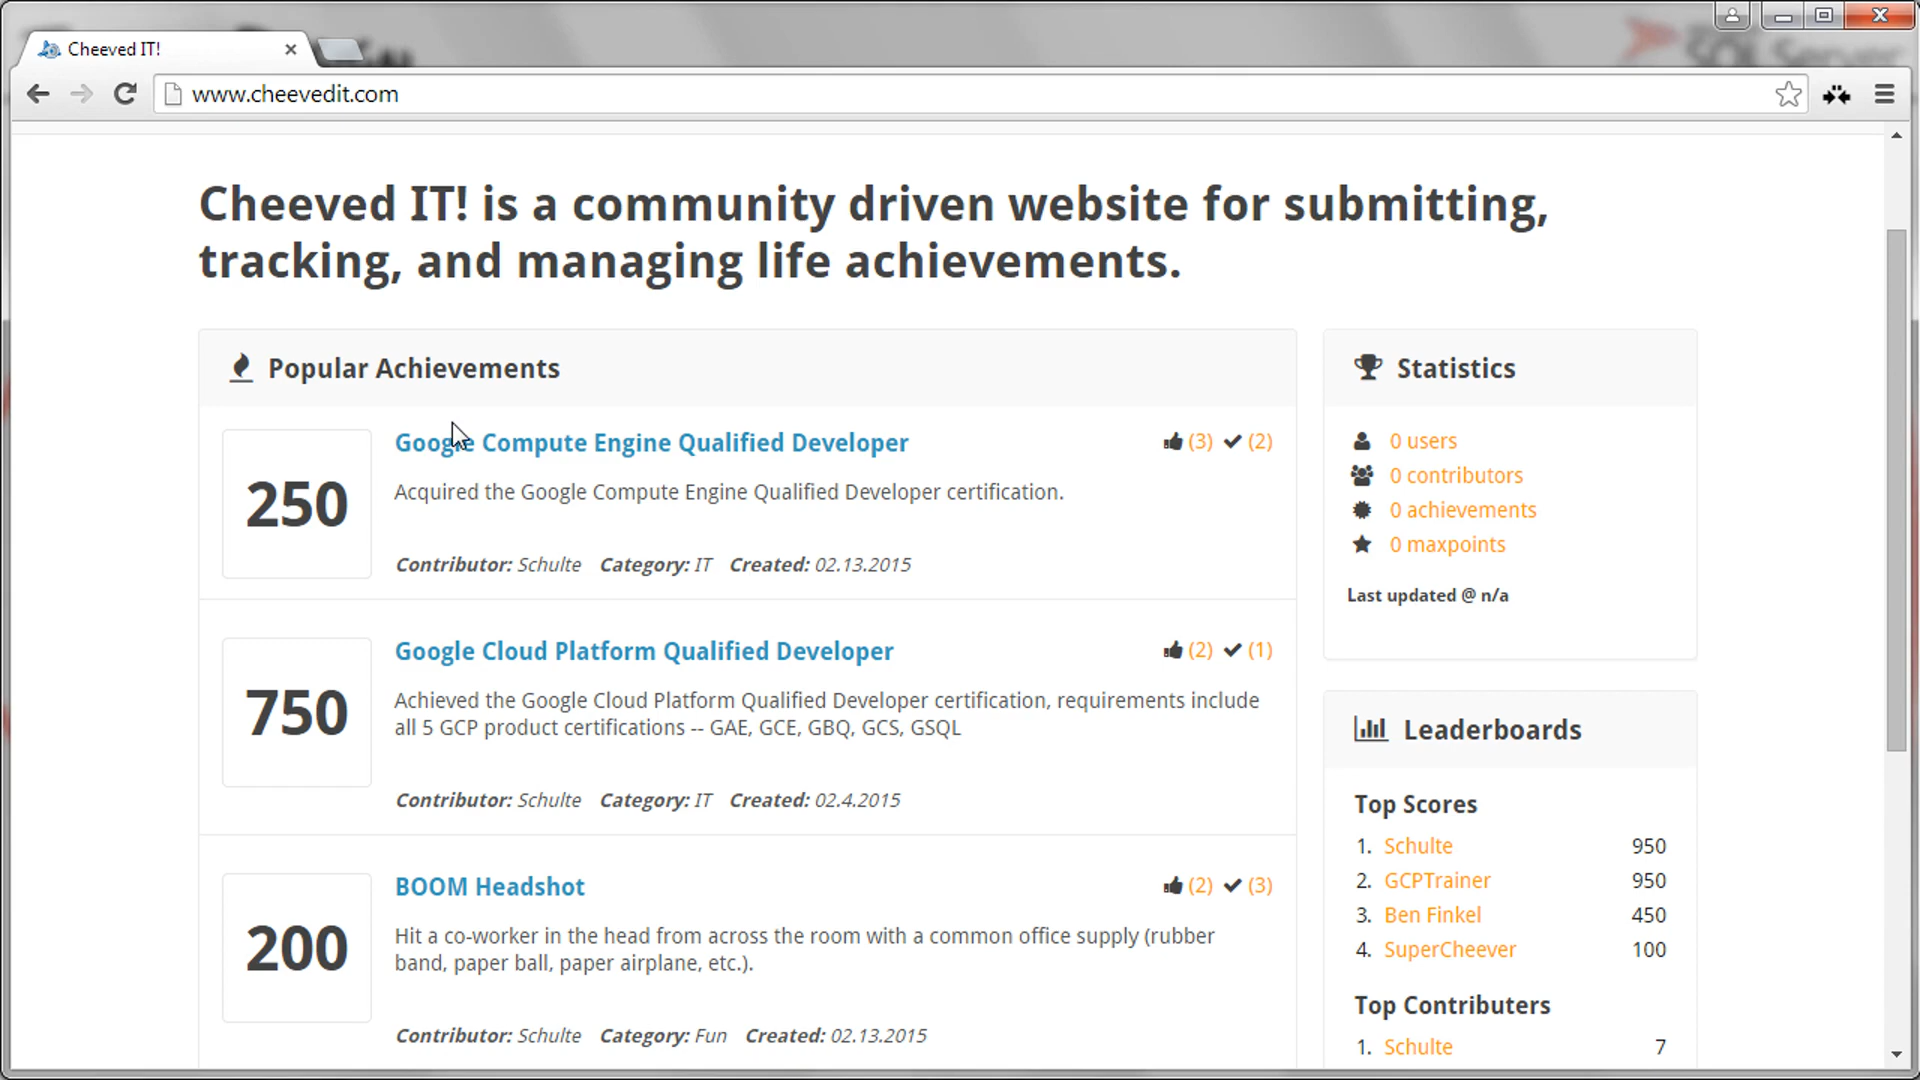 Cheeved IT!
SQL Server
www.cheevedit.com
Cheeved IT! is a community driven website for submitting,
tracking, and managing life achievements.
Popular Achievements
250
Google Compute Engine Qualified Developer
(3) (2)
Acquired the Google Compute Engine Qualified Developer certification.
Contributor: Schulte Category: IT Created: 02.13.2015
750
Google Cloud Platform Qualified Developer
(2) (1)
Achieved the Google Cloud Platform Qualified Developer certification, requirements include
all 5 GCP product certifications -- GAE, GCE, GBQ, GCS, GSQL
Contributor: Schulte Category: IT Created: 02.4.2015
200
BOOM Headshot
(2) (3)
Hit a co-worker in the head from across the room with a common office supply (rubber
band, paper ball, paper airplane, etc.).
Contributor: Schulte Category: Fun Created: 02.13.2015
Statistics
0 users
0 contributors
0 achievements
0 maxpoints
Last updated @ n/a
Leaderboards
Top Scores
1. Schulte 950
2. GCPTrainer 950
3. Ben Finkel 450
4. SuperCheever 100
Top Contributers
1. Schulte 7